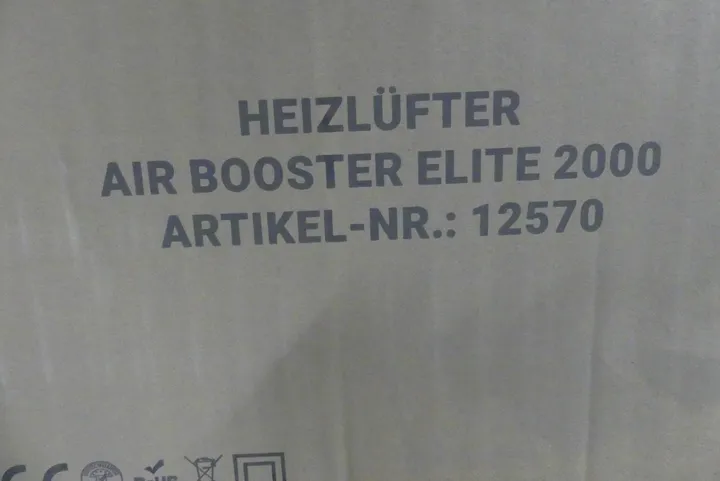 HEIZLÜFTER
AIR BOOSTER ELITE 2000
ARTIKEL-NR.: 12570